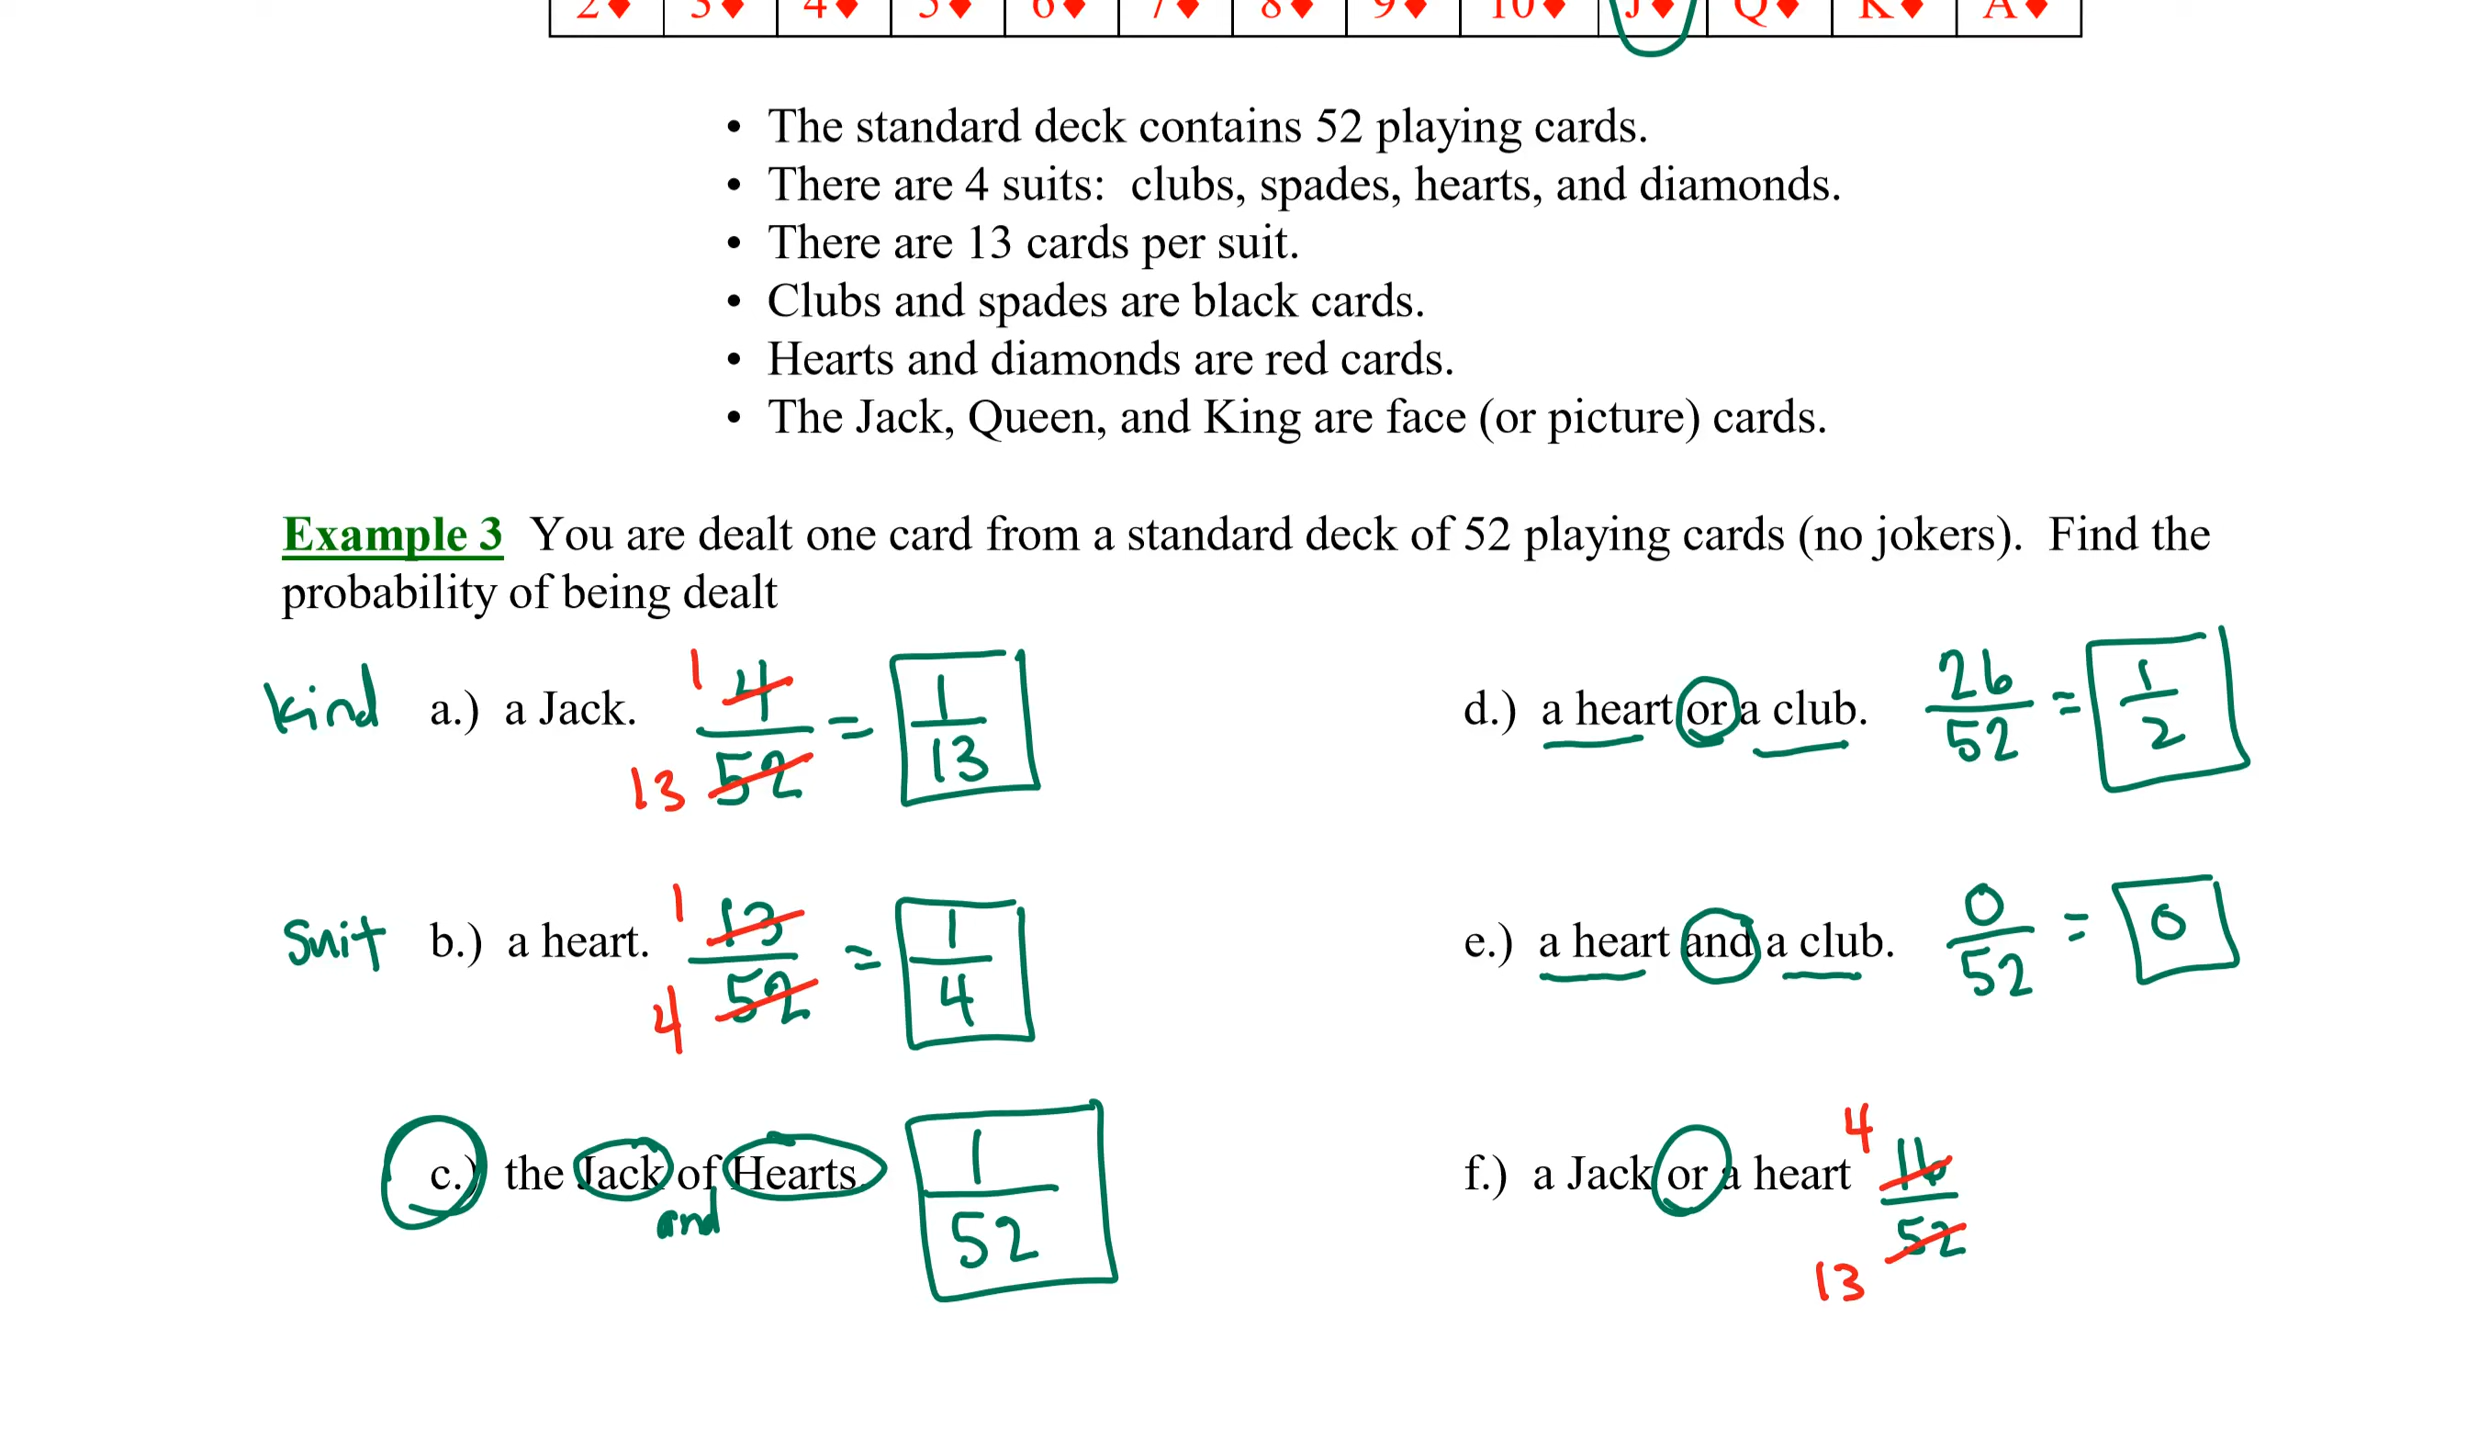 2♦ 3♦ 4♦ 5♦ 6♦ 7♦ 8♦ 9♦ 10♦ J♦ Q♦ K♦ A♦
• The standard deck contains 52 playing cards.
• There are 4 suits: clubs, spades, hearts, and diamonds.
• There are 13 cards per suit.
• Clubs and spades are black cards.
• Hearts and diamonds are red cards.
• The Jack, Queen, and King are face (or picture) cards.
Example 3 You are dealt one card from a standard deck of 52 playing cards (no jokers). Find the
probability of being dealt
Kind a.) a Jack. 1 4/52 13 = 1/13
Suit b.) a heart. 1 13/52 4 = 1/4
c.) the Jack of Hearts. 1/52
and
d.) a heart or a club. 26/52 = 1/2
e.) a heart and a club. 0/52 = 0
f.) a Jack or a heart 4 16/52 13